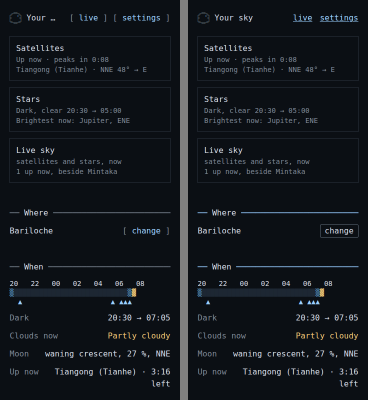 Your … [ live ] [ settings ]
Satellites
Up now · peaks in 0:08
Tiangong (Tianhe) · NNE 48° → E
Stars
Dark, clear 20:30 → 05:00
Brightest now: Jupiter, ENE
Live sky
satellites and stars, now
1 up now, beside Mintaka
Where
Bariloche [ change ]
When
20 22 00 02 04 06 08
Dark 20:30 → 07:05
Clouds now Partly cloudy
Moon waning crescent, 27 %, NNE
Up now Tiangong (Tianhe) · 3:16
left
Your sky live settings
Satellites
Up now · peaks in 0:08
Tiangong (Tianhe) · NNE 48° → E
Stars
Dark, clear 20:30 → 05:00
Brightest now: Jupiter, ENE
Live sky
satellites and stars, now
1 up now, beside Mintaka
Where
Bariloche change
When
20 22 00 02 04 06 08
Dark 20:30 → 07:05
Clouds now Partly cloudy
Moon waning crescent, 27 %, NNE
Up now Tiangong (Tianhe) · 3:16
left